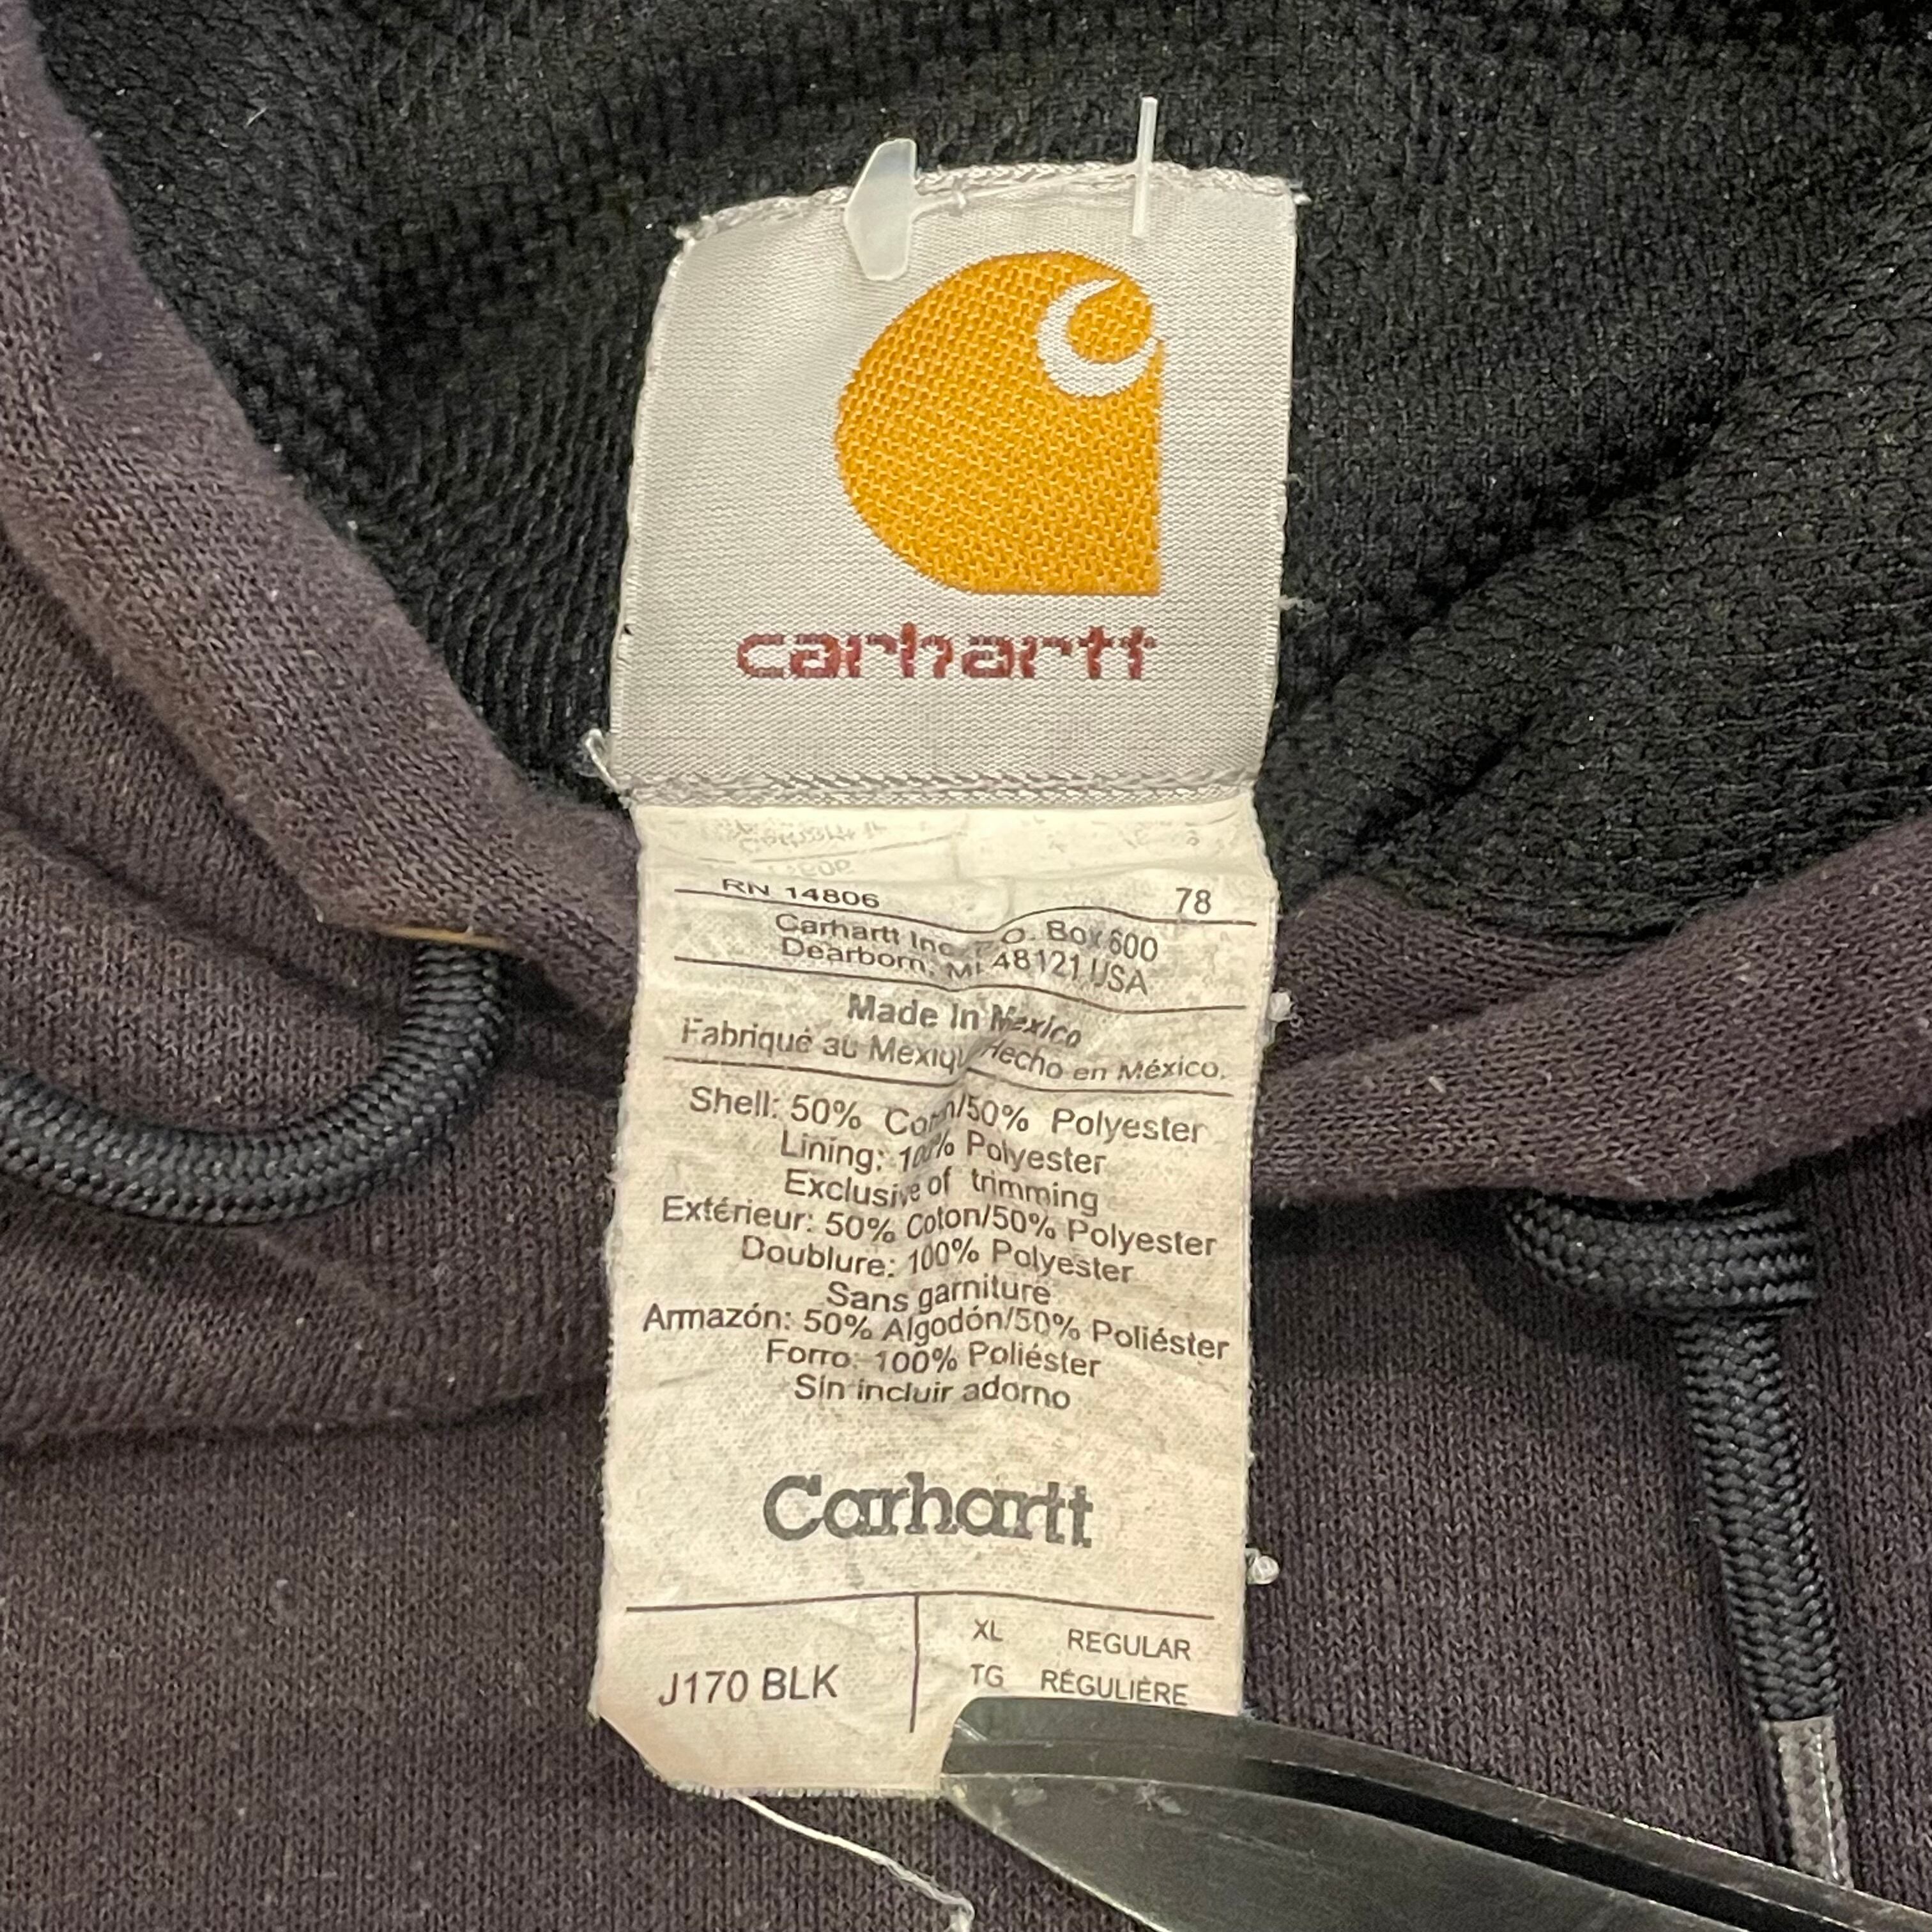 carhartt
RN 14806 78
Carhartt Inc. P.O. Box 600
Dearborn, MI 48121 USA
Made In Mexico
Fabriqué au Mexiqu Hecho en México.
Shell: 50% Cotton/50% Polyester
Lining: 100% Polyester
Exclusive of trimming
Extérieur: 50% Coton/50% Polyester
Doublure: 100% Polyester
Sans garniture
Armazón: 50% Algodón/50% Poliéster
Forro: 100% Poliéster
Sin incluir adorno
Carhartt
J170 BLK
XL REGULAR
TG RÉGULIÈRE